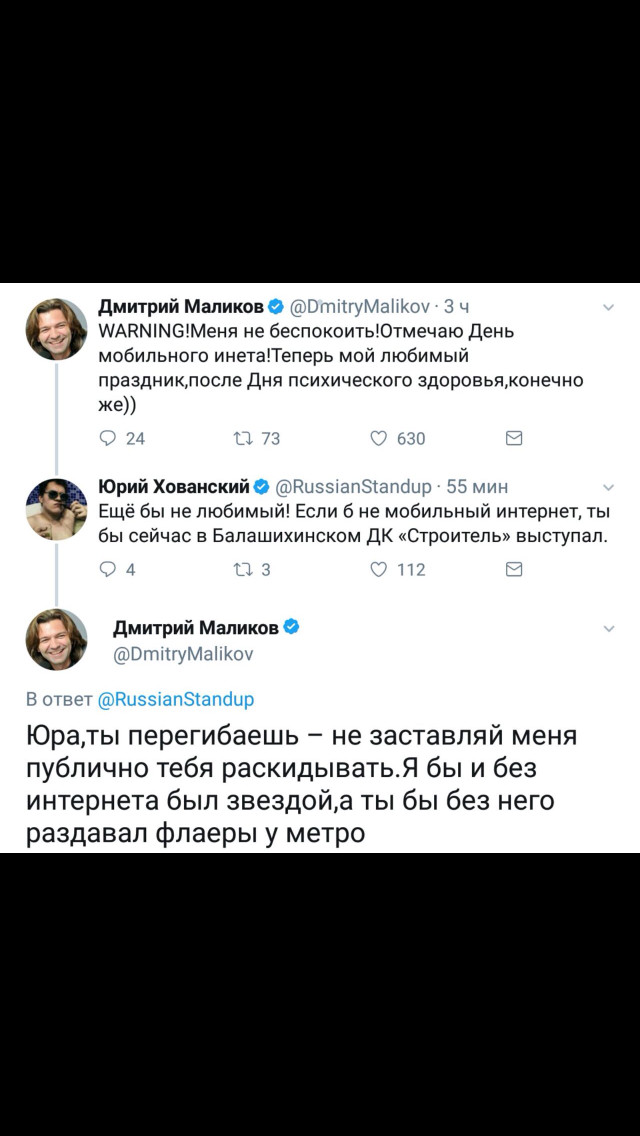 Дмитрий Маликов @DmitryMalikov · 3 ч
WARNING!Меня не беспокоить!Отмечаю День
мобильного инета!Теперь мой любимый
праздник,после Дня психического здоровья,конечно
же))
24 73 630
Юрий Хованский @RussianStandup · 55 мин
Ещё бы не любимый! Если б не мобильный интернет, ты
бы сейчас в Балашихинском ДК «Строитель» выступал.
4 3 112
Дмитрий Маликов
@DmitryMalikov
В ответ @RussianStandup
Юра,ты перегибаешь – не заставляй меня
публично тебя раскидывать.Я бы и без
интернета был звездой,а ты бы без него
раздавал флаеры у метро